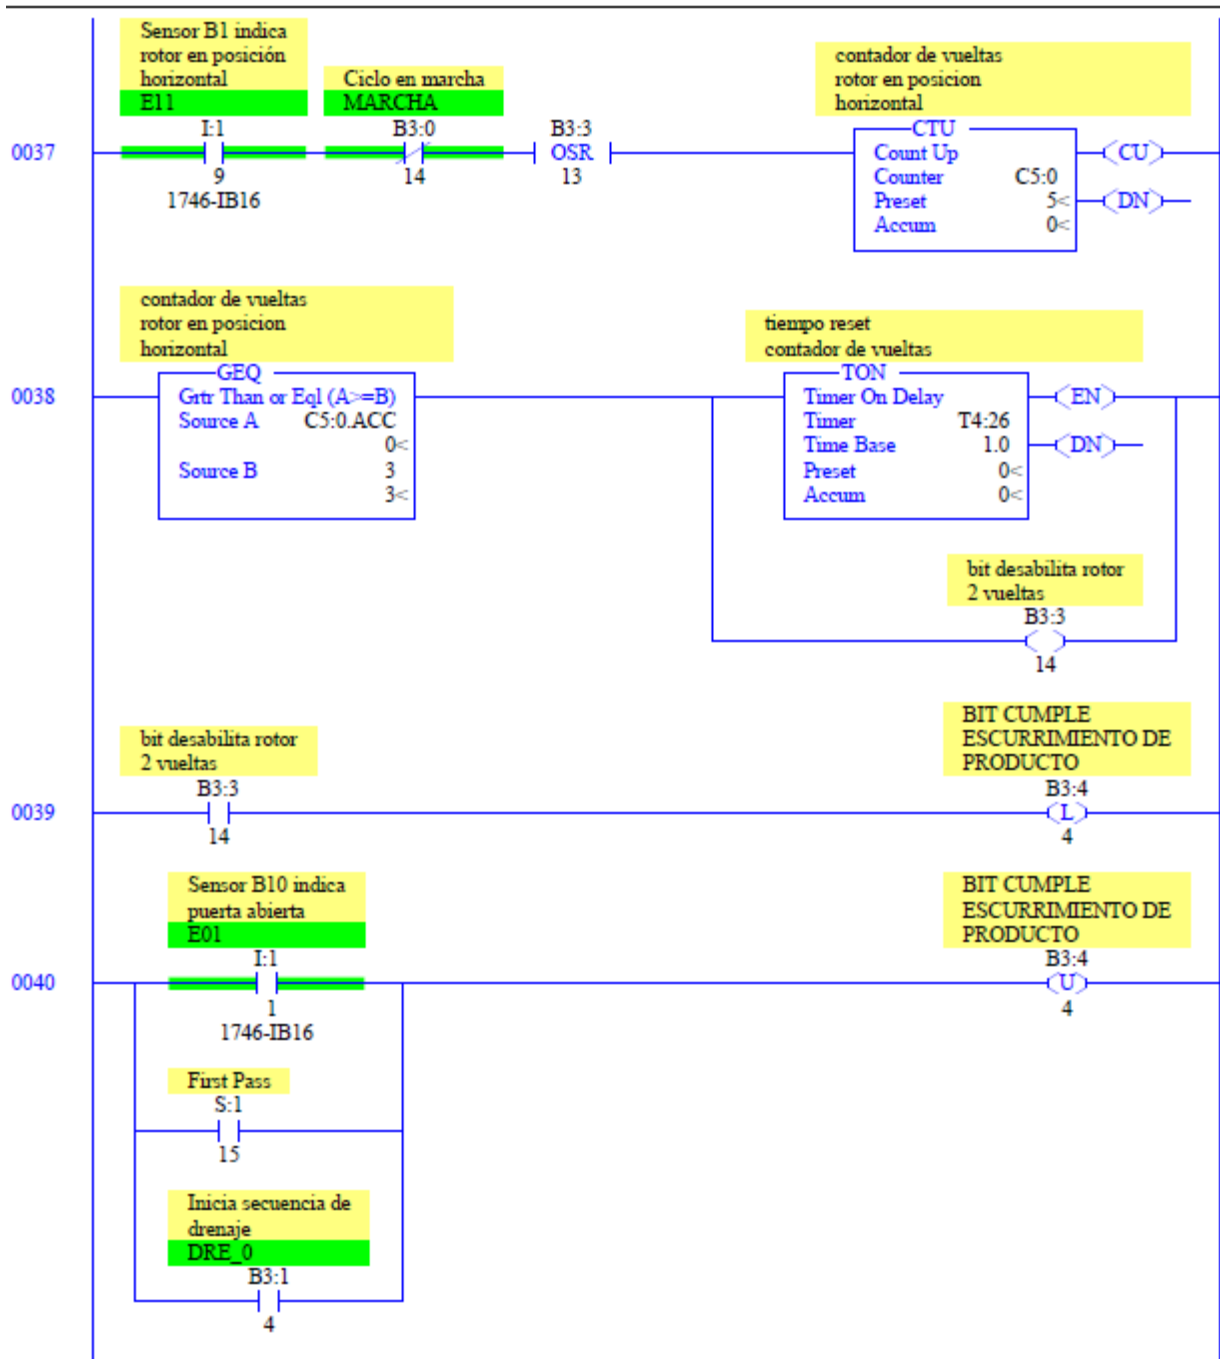 Sensor B1 indica
rotor en posición
horizontal
E11
I:1
9
1746-IB16
Ciclo en marcha
MARCHA
B3:0
14
B3:3
OSR
13
contador de vueltas
rotor en posicion
horizontal
CTU
Count Up
Counter C5:0
Preset 5<
Accum 0<
CU
DN
0037
contador de vueltas
rotor en posicion
horizontal
GEQ
Grtr Than or Eql (A>=B)
Source A C5:0.ACC
0<
Source B 3
3<
tiempo reset
contador de vueltas
TON
Timer On Delay
Timer T4:26
Time Base 1.0
Preset 0<
Accum 0<
EN
DN
0038
bit desabilita rotor
2 vueltas
B3:3
14
bit desabilita rotor
2 vueltas
B3:3
14
BIT CUMPLE
ESCURRIMIENTO DE
PRODUCTO
B3:4
L
4
0039
Sensor B10 indica
puerta abierta
E01
I:1
1
1746-IB16
BIT CUMPLE
ESCURRIMIENTO DE
PRODUCTO
B3:4
U
4
0040
First Pass
S:1
15
Inicia secuencia de
drenaje
DRE_0
B3:1
4